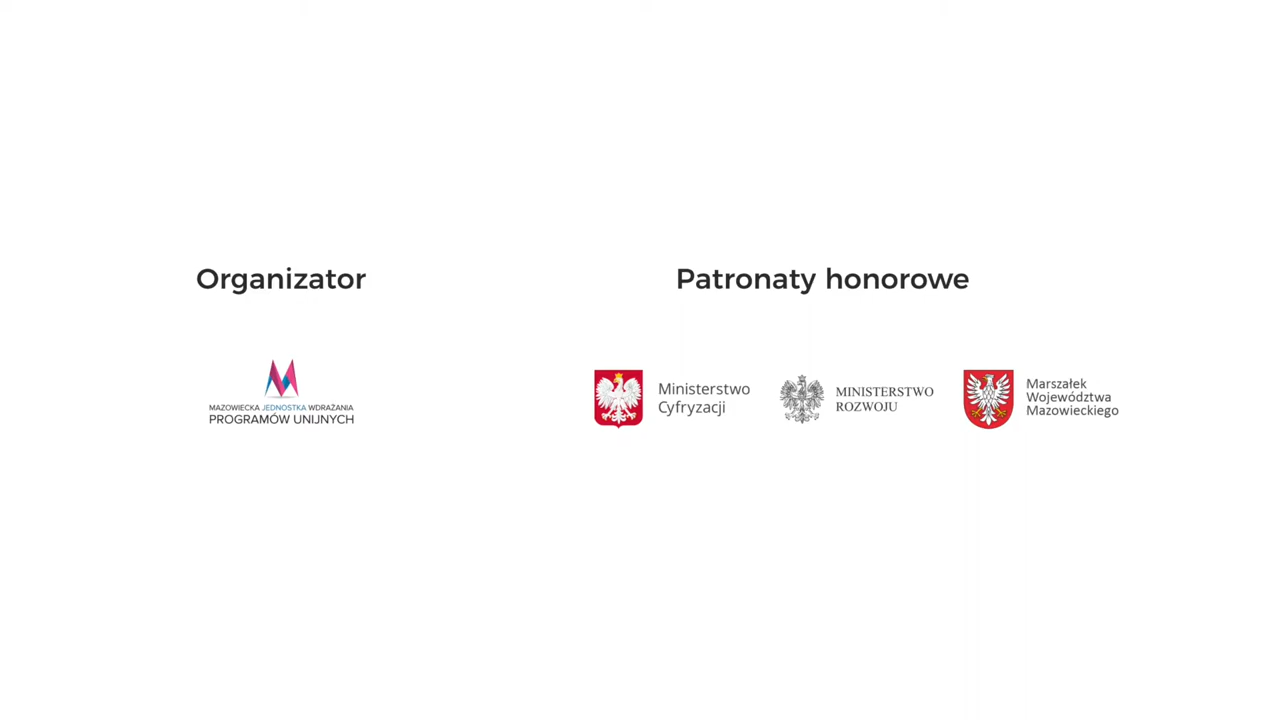 Organizator
MAZOWIECKA JEDNOSTKA WDRAŻANIA
PROGRAMÓW UNIJNYCH
Patronaty honorowe
Ministerstwo
Cyfryzacji
MINISTERSTWO
ROZWOJU
Marszałek
Województwa
Mazowieckiego